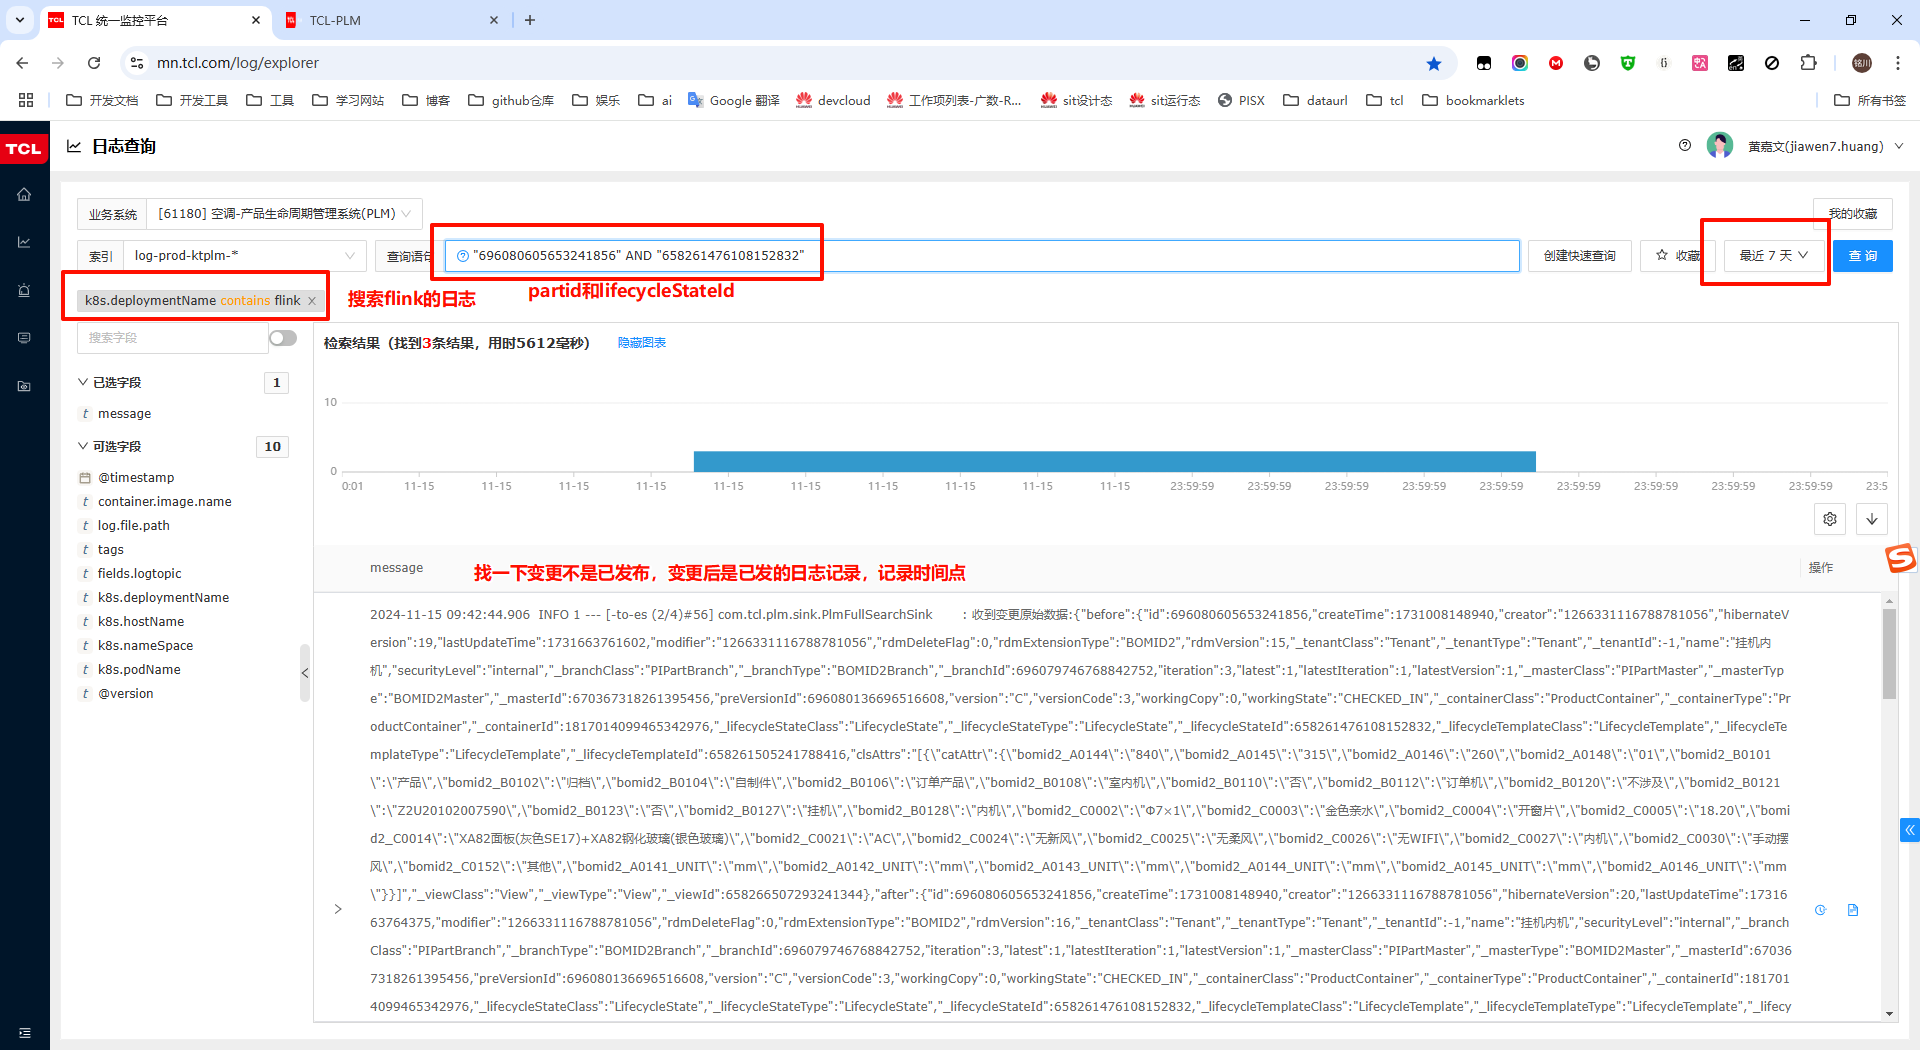 TCL 统一监控平台
TCL-PLM
mn.tcl.com/log/explorer
开发文档 开发工具 工具 学习网站 博客 github仓库 娱乐 ai Google 翻译 devcloud 工作项列表-广数-R... sit设计态 sit运行态 PISX dataurl tcl bookmarklets 所有书签
TCL 日志查询 黄嘉文(jiawen7.huang)
业务系统 [61180] 空调-产品生命周期管理系统(PLM) 我的收藏
索引 log-prod-ktplm-* 查询语句 "696080605653241856" AND "658261476108152832" 创建快速查询 收藏 最近 7 天 查 询
k8s.deploymentName contains flink × 搜索flink的日志 partid和lifecycleStateId
搜索字段
检索结果（找到3条结果，用时5612毫秒） 隐藏图表
已选字段 1
t message
可选字段 10
@timestamp
t container.image.name
t log.file.path
t tags
t fields.logtopic
t k8s.deploymentName
t k8s.hostName
t k8s.nameSpace
t k8s.podName
t @version
10
0
0:01 11-15 11-15 11-15 11-15 11-15 11-15 11-15 11-15 11-15 11-15 23:59:59 23:59:59 23:59:59 23:59:59 23:59:59 23:59:59 23:59:59 23:59:59 23:59:59 23:5
message 找一下变更不是已发布，变更后是已发的日志记录，记录时间点 操作
2024-11-15 09:42:44.906 INFO 1 --- [-to-es (2/4)#56] com.tcl.plm.sink.PlmFullSearchSink : 收到变更原始数据:{"before":{"id":696080605653241856,"createTime":1731008148940,"creator":"1266331116788781056","hibernateV
ersion":19,"lastUpdateTime":1731663761602,"modifier":"1266331116788781056","rdmDeleteFlag":0,"rdmExtensionType":"BOMID2","rdmVersion":15,"_tenantClass":"Tenant","_tenantType":"Tenant","_tenantId":-1,"name":"挂机内
机","securityLevel":"internal","_branchClass":"PIPartBranch","_branchType":"BOMID2Branch","_branchId":696079746768842752,"iteration":3,"latest":1,"latestIteration":1,"latestVersion":1,"_masterClass":"PIPartMaster","_masterTyp
e":"BOMID2Master","_masterId":670367318261395456,"preVersionId":696080136696516608,"version":"C","versionCode":3,"workingCopy":0,"workingState":"CHECKED_IN","_containerClass":"ProductContainer","_containerType":"Pr
oductContainer","_containerId":1817014099465342976,"_lifecycleStateClass":"LifecycleState","_lifecycleStateType":"LifecycleState","_lifecycleStateId":658261476108152832,"_lifecycleTemplateClass":"LifecycleTemplate","_lifecycleTe
mplateType":"LifecycleTemplate","_lifecycleTemplateId":658261505241788416,"clsAttrs":"[{\"catAttr\":{\"bomid2_A0144\":\"840\",\"bomid2_A0145\":\"315\",\"bomid2_A0146\":\"260\",\"bomid2_A0148\":\"01\",\"bomid2_B0101
\":\"产品\",\"bomid2_B0102\":\"归档\",\"bomid2_B0104\":\"自制件\",\"bomid2_B0106\":\"订单产品\",\"bomid2_B0108\":\"室内机\",\"bomid2_B0110\":\"否\",\"bomid2_B0112\":\"订单机\",\"bomid2_B0120\":\"不涉及\",\"bomid2_B0121
\":\"Z2U20102007590\",\"bomid2_B0123\":\"否\",\"bomid2_B0127\":\"挂机\",\"bomid2_B0128\":\"内机\",\"bomid2_C0002\":\"Φ7×1\",\"bomid2_C0003\":\"金色亲水\",\"bomid2_C0004\":\"开窗片\",\"bomid2_C0005\":\"18.20\",\"bomi
d2_C0014\":\"XA82面板(灰色SE17)+XA82钢化玻璃(银色玻璃)\",\"bomid2_C0021\":\"AC\",\"bomid2_C0024\":\"无新风\",\"bomid2_C0025\":\"无柔风\",\"bomid2_C0026\":\"无WIFI\",\"bomid2_C0027\":\"内机\",\"bomid2_C0030\":\"手动摆
风\",\"bomid2_C0152\":\"其他\",\"bomid2_A0141_UNIT\":\"mm\",\"bomid2_A0142_UNIT\":\"mm\",\"bomid2_A0143_UNIT\":\"mm\",\"bomid2_A0144_UNIT\":\"mm\",\"bomid2_A0145_UNIT\":\"mm\",\"bomid2_A0146_UNIT\":\"mm
\"}}]","_viewClass":"View","_viewType":"View","_viewId":658266507293241344},"after":{"id":696080605653241856,"createTime":1731008148940,"creator":"1266331116788781056","hibernateVersion":20,"lastUpdateTime":17316
63764375,"modifier":"1266331116788781056","rdmDeleteFlag":0,"rdmExtensionType":"BOMID2","rdmVersion":16,"_tenantClass":"Tenant","_tenantType":"Tenant","_tenantId":-1,"name":"挂机内机","securityLevel":"internal","_branch
Class":"PIPartBranch","_branchType":"BOMID2Branch","_branchId":696079746768842752,"iteration":3,"latest":1,"latestIteration":1,"latestVersion":1,"_masterClass":"PIPartMaster","_masterType":"BOMID2Master","_masterId":67036
7318261395456,"preVersionId":696080136696516608,"version":"C","versionCode":3,"workingCopy":0,"workingState":"CHECKED_IN","_containerClass":"ProductContainer","_containerType":"ProductContainer","_containerId":181701
4099465342976,"_lifecycleStateClass":"LifecycleState","_lifecycleStateType":"LifecycleState","_lifecycleStateId":658261476108152832,"_lifecycleTemplateClass":"LifecycleTemplate","_lifecycleTemplateType":"LifecycleTemplate","_lifecy